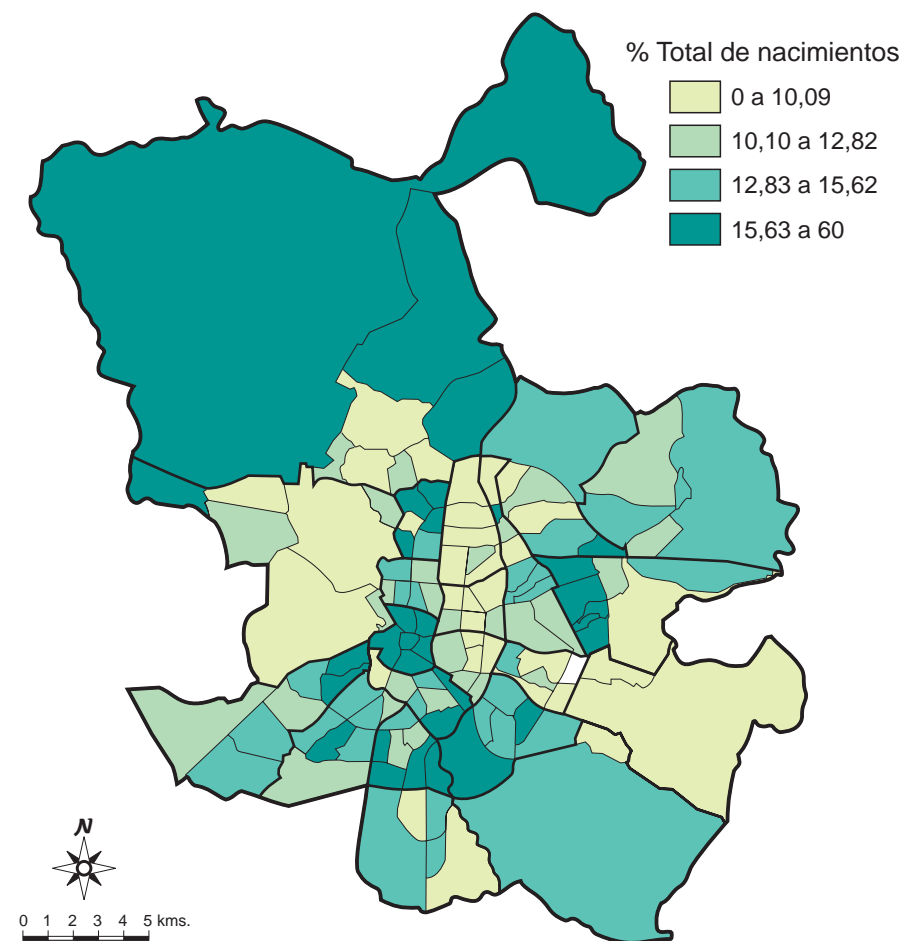 % Total de nacimientos
0 a 10,09
10,10 a 12,82
12,83 a 15,62
15,63 a 60
N
0 1 2 3 4 5 kms.